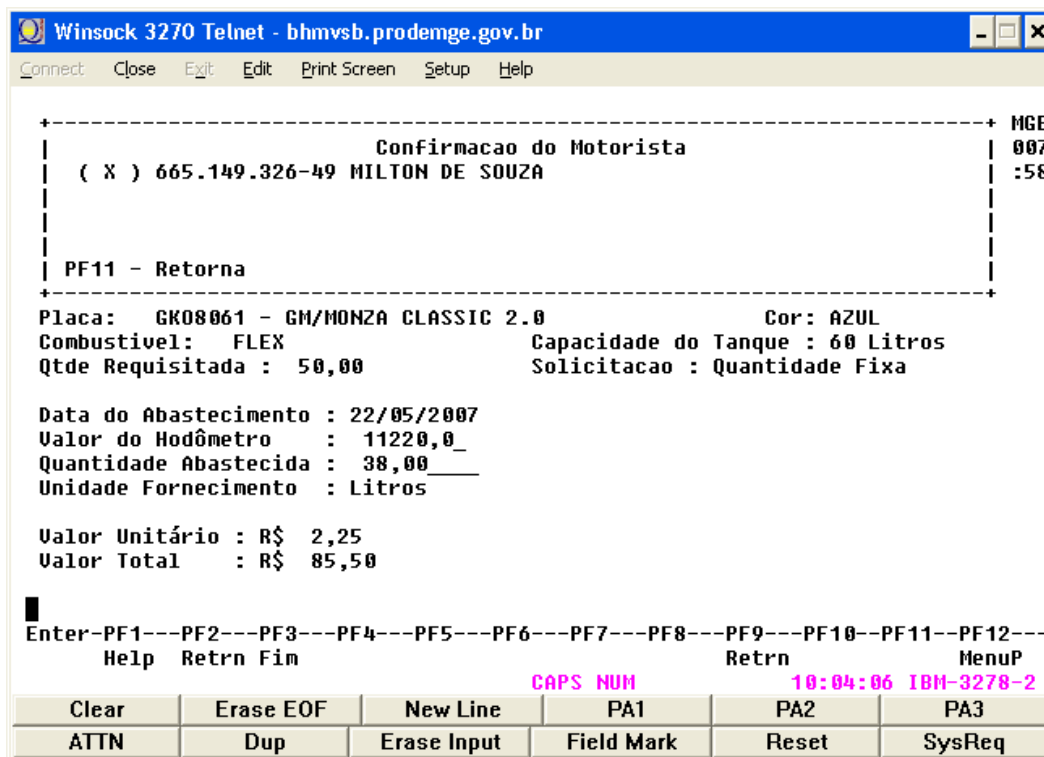 Winsock 3270 Telnet - bhmvsb.prodemge.gov.br
Connect Close Exit Edit Print Screen Setup Help
+------------------------------------------------------------------------+ MGE
| Confirmacao do Motorista | 007
| ( X ) 665.149.326-49 MILTON DE SOUZA | :58
| PF11 - Retorna |
+------------------------------------------------------------------------+
Placa: GKO8061 - GM/MONZA CLASSIC 2.0 Cor: AZUL
Combustivel: FLEX Capacidade do Tanque : 60 Litros
Qtde Requisitada : 50,00 Solicitacao : Quantidade Fixa
Data do Abastecimento : 22/05/2007
Valor do Hodômetro : 11220,0_
Quantidade Abastecida : 38,00____
Unidade Fornecimento : Litros
Valor Unitário : R$ 2,25
Valor Total : R$ 85,50
Enter-PF1---PF2---PF3---PF4---PF5---PF6---PF7---PF8---PF9---PF10--PF11--PF12---
Help Retrn Fim Retrn MenuP
CAPS NUM 10:04:06 IBM-3278-2
Clear Erase EOF New Line PA1 PA2 PA3
ATTN Dup Erase Input Field Mark Reset SysReq